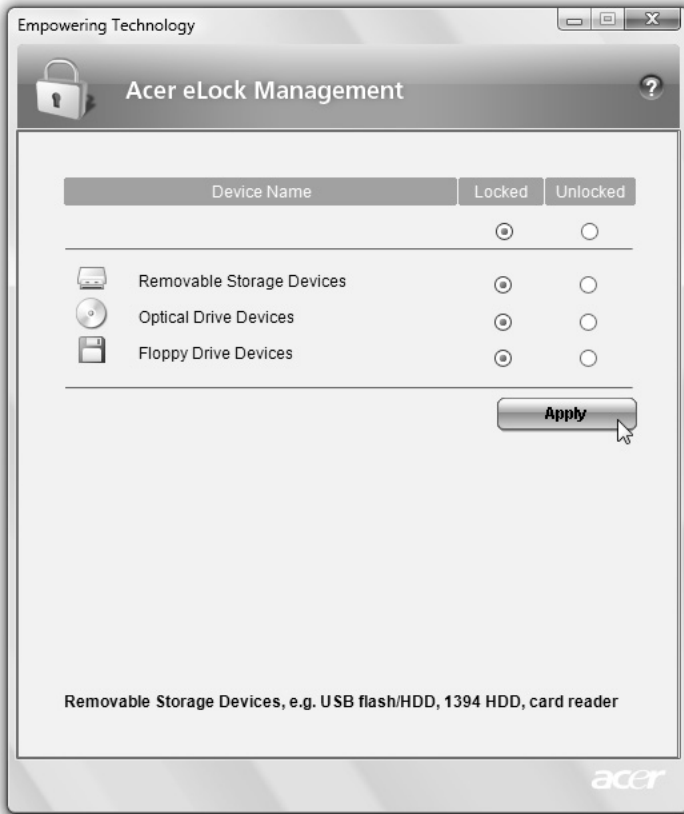 Empowering Technology
Acer eLock Management
?
Device Name Locked Unlocked
Removable Storage Devices
Optical Drive Devices
Floppy Drive Devices
Apply
Removable Storage Devices, e.g. USB flash/HDD, 1394 HDD, card reader
acer